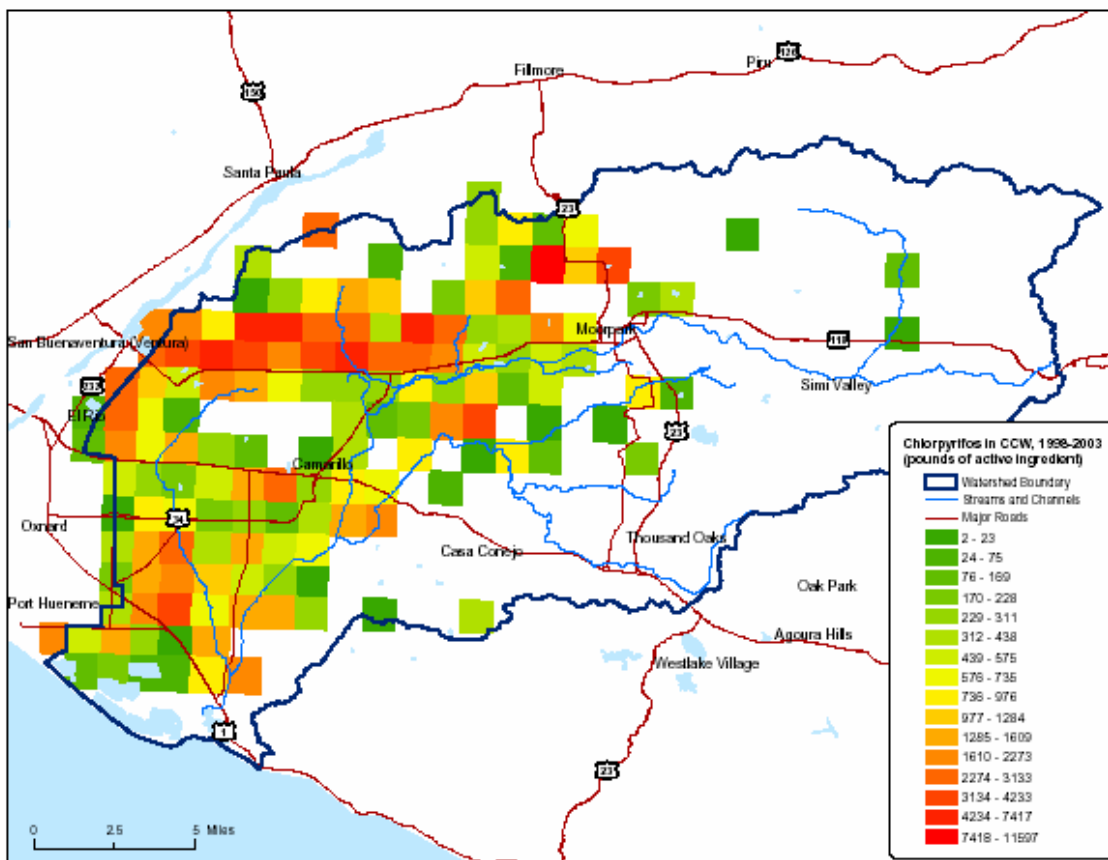 126
Piru
Fillmore
150
Santa Paula
23
San Buenaventura (Ventura)
Moorpark
118
232
Simi Valley
El Rio
23
Camarillo
Oxnard
34
Casa Conejo
Thousand Oaks
Oak Park
Port Hueneme
Agoura Hills
Westlake Village
1
23
0 2.5 5 Miles
Chlorpyrifos in CCW, 1998-2003
(pounds of active ingredient)
Watershed Boundary
Streams and Channels
Major Roads
2 - 23
24 - 75
76 - 169
170 - 228
229 - 311
312 - 438
439 - 575
576 - 735
736 - 976
977 - 1284
1285 - 1609
1610 - 2273
2274 - 3133
3134 - 4233
4234 - 7417
7418 - 11597